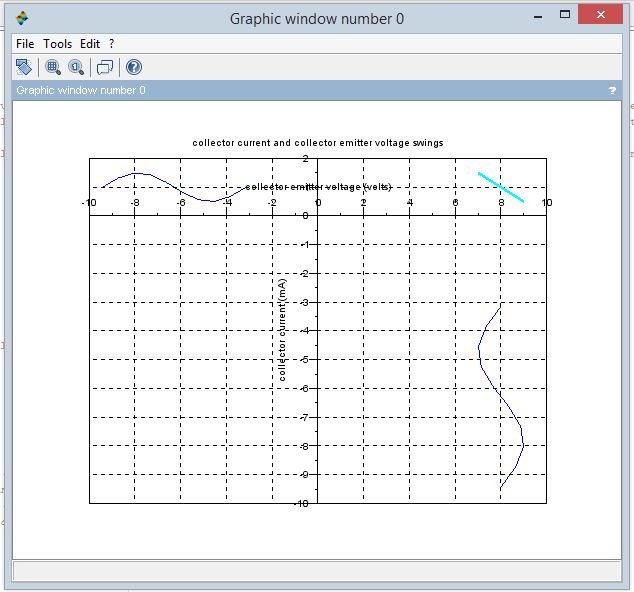 Graphic window number 0
File Tools Edit ?
Graphic window number 0 ?
collector current and collector emitter voltage swings
2
collector emitter voltage (volts)
-10 -8 -6 -4 -2 0 2 4 6 8 10
0
-1
-2
-3
-4
-5
-6
-7
-8
-9
-10
collector current (mA)